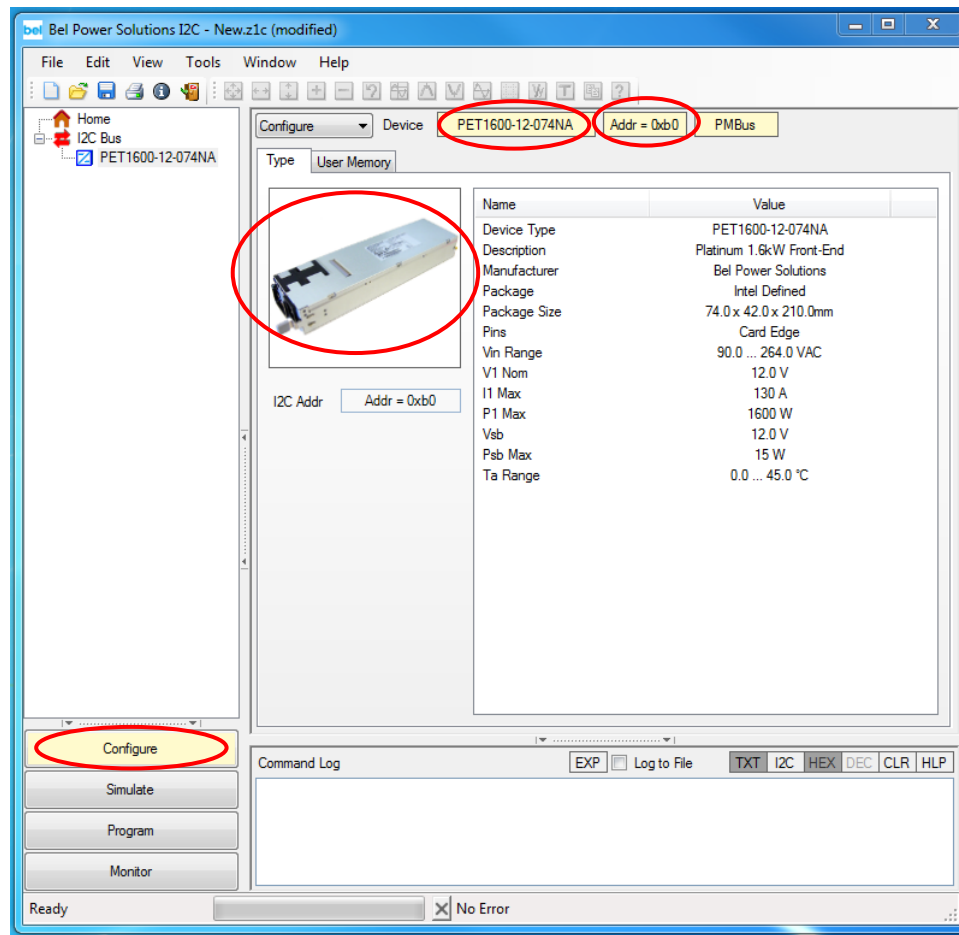 bel Bel Power Solutions I2C - New.z1c (modified)
File Edit View Tools Window Help
Home
I2C Bus
PET1600-12-074NA
Configure Device PET1600-12-074NA Addr = 0xb0 PMBus
Type User Memory
Name Value
Device Type PET1600-12-074NA
Description Platinum 1.6kW Front-End
Manufacturer Bel Power Solutions
Package Intel Defined
Package Size 74.0 x 42.0 x 210.0mm
Pins Card Edge
Vin Range 90.0 ... 264.0 VAC
V1 Nom 12.0 V
I1 Max 130 A
P1 Max 1600 W
Vsb 12.0 V
Psb Max 15 W
Ta Range 0.0 ... 45.0 °C
I2C Addr Addr = 0xb0
Configure
Simulate
Program
Monitor
Command Log EXP Log to File TXT I2C HEX DEC CLR HLP
Ready No Error